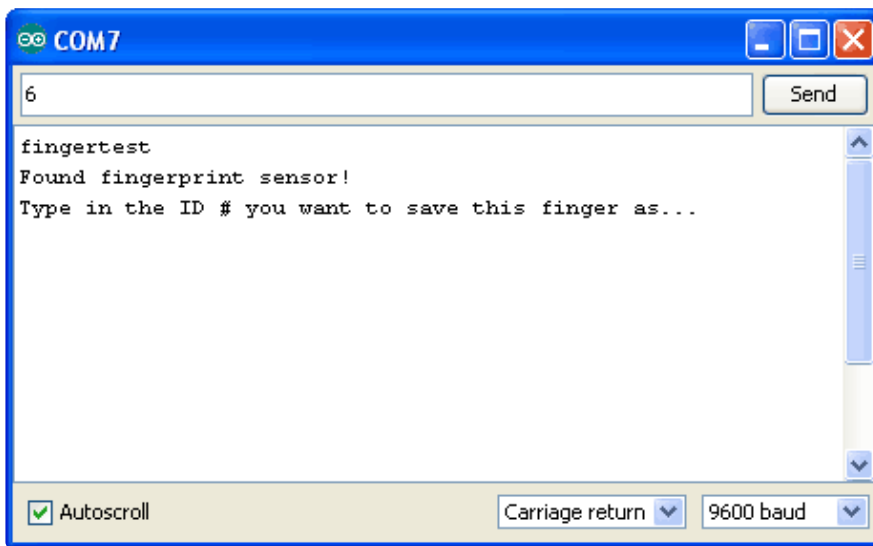 COM7
6
Send
fingertest
Found fingerprint sensor!
Type in the ID # you want to save this finger as...
Autoscroll
Carriage return
9600 baud